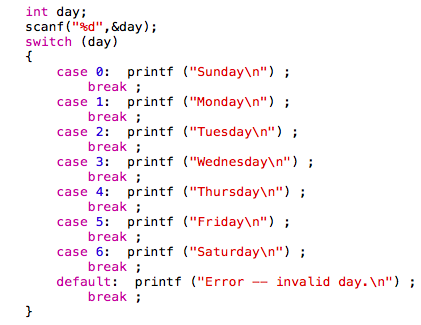 int day;
scanf("%d",&day);
switch (day)
{
    case 0:  printf ("Sunday\n") ;
        break ;
    case 1:  printf ("Monday\n") ;
        break ;
    case 2:  printf ("Tuesday\n") ;
        break ;
    case 3:  printf ("Wednesday\n") ;
        break ;
    case 4:  printf ("Thursday\n") ;
        break ;
    case 5:  printf ("Friday\n") ;
        break ;
    case 6:  printf ("Saturday\n") ;
        break ;
    default:  printf ("Error -- invalid day.\n") ;
        break ;
}